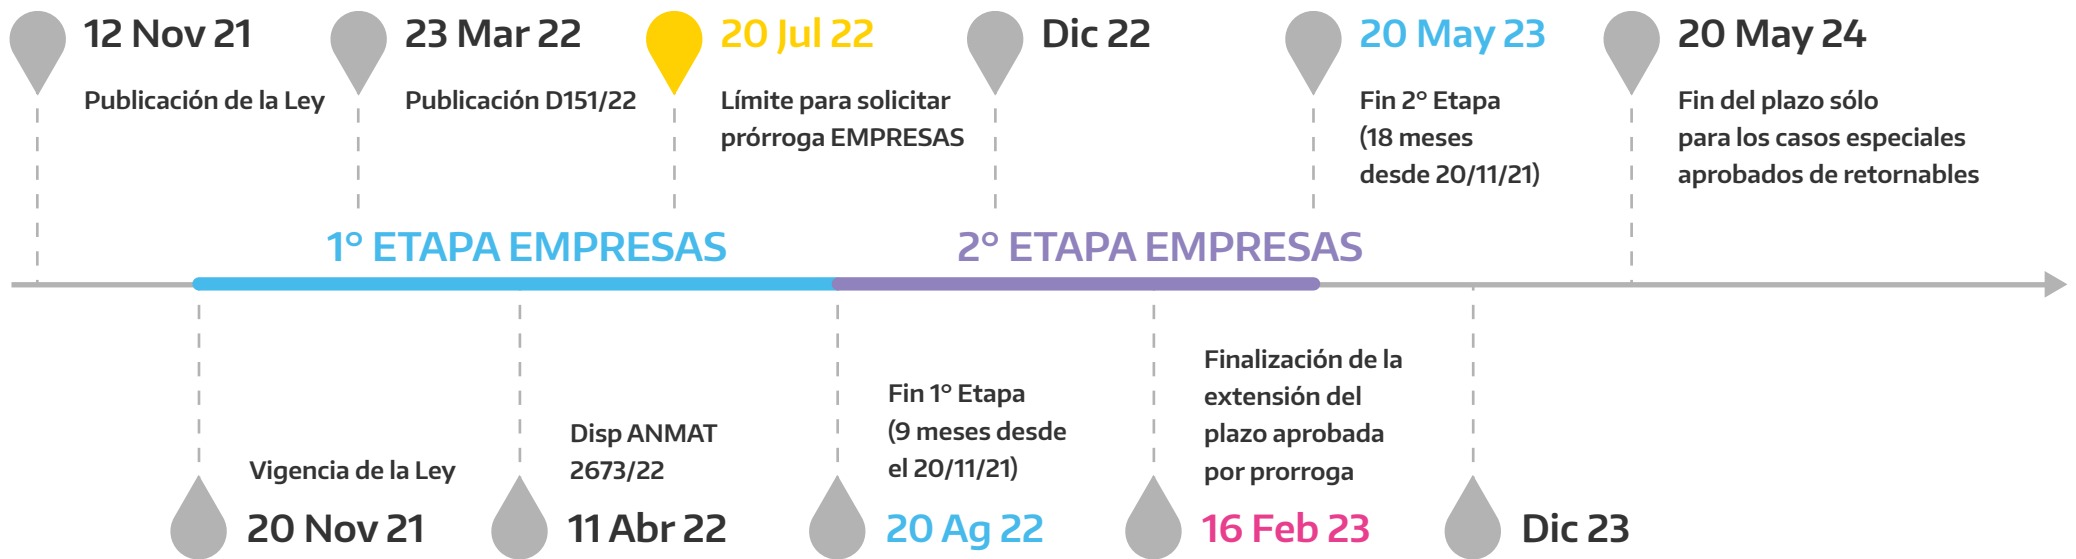 12 Nov 21
Publicación de la Ley
23 Mar 22
Publicación D151/22
20 Jul 22
Límite para solicitar
prórroga EMPRESAS
Dic 22
20 May 23
Fin 2° Etapa
(18 meses
desde 20/11/21)
20 May 24
Fin del plazo sólo
para los casos especiales
aprobados de retornables
1° ETAPA EMPRESAS
2° ETAPA EMPRESAS
Vigencia de la Ley
20 Nov 21
Disp ANMAT
2673/22
11 Abr 22
Fin 1° Etapa
(9 meses desde
el 20/11/21)
20 Ag 22
Finalización de la
extensión del
plazo aprobada
por prorroga
16 Feb 23
Dic 23